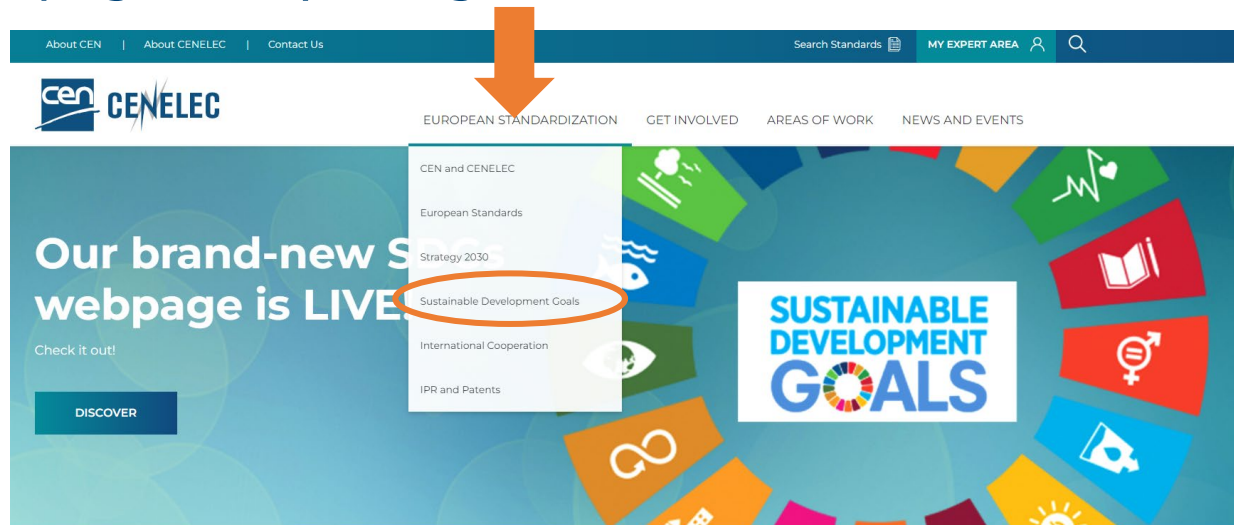 About CEN | About CENELEC | Contact Us
Search Standards
MY EXPERT AREA
cen CENELEC
EUROPEAN STANDARDIZATION GET INVOLVED AREAS OF WORK NEWS AND EVENTS
CEN and CENELEC
European Standards
Strategy 2030
Sustainable Development Goals
International Cooperation
IPR and Patents
Our brand-new SDGs
webpage is LIVE
Check it out!
DISCOVER
SUSTAINABLE
DEVELOPMENT
GOALS